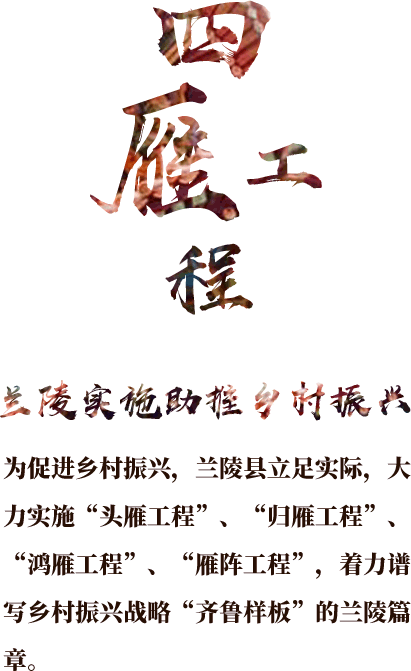 四
雁工
程
兰陵实施助推乡村振兴
为促进乡村振兴，兰陵县立足实际，大
力实施“头雁工程”、“归雁工程”、
“鸿雁工程”、“雁阵工程”，着力谱
写乡村振兴战略“齐鲁样板”的兰陵篇
章。